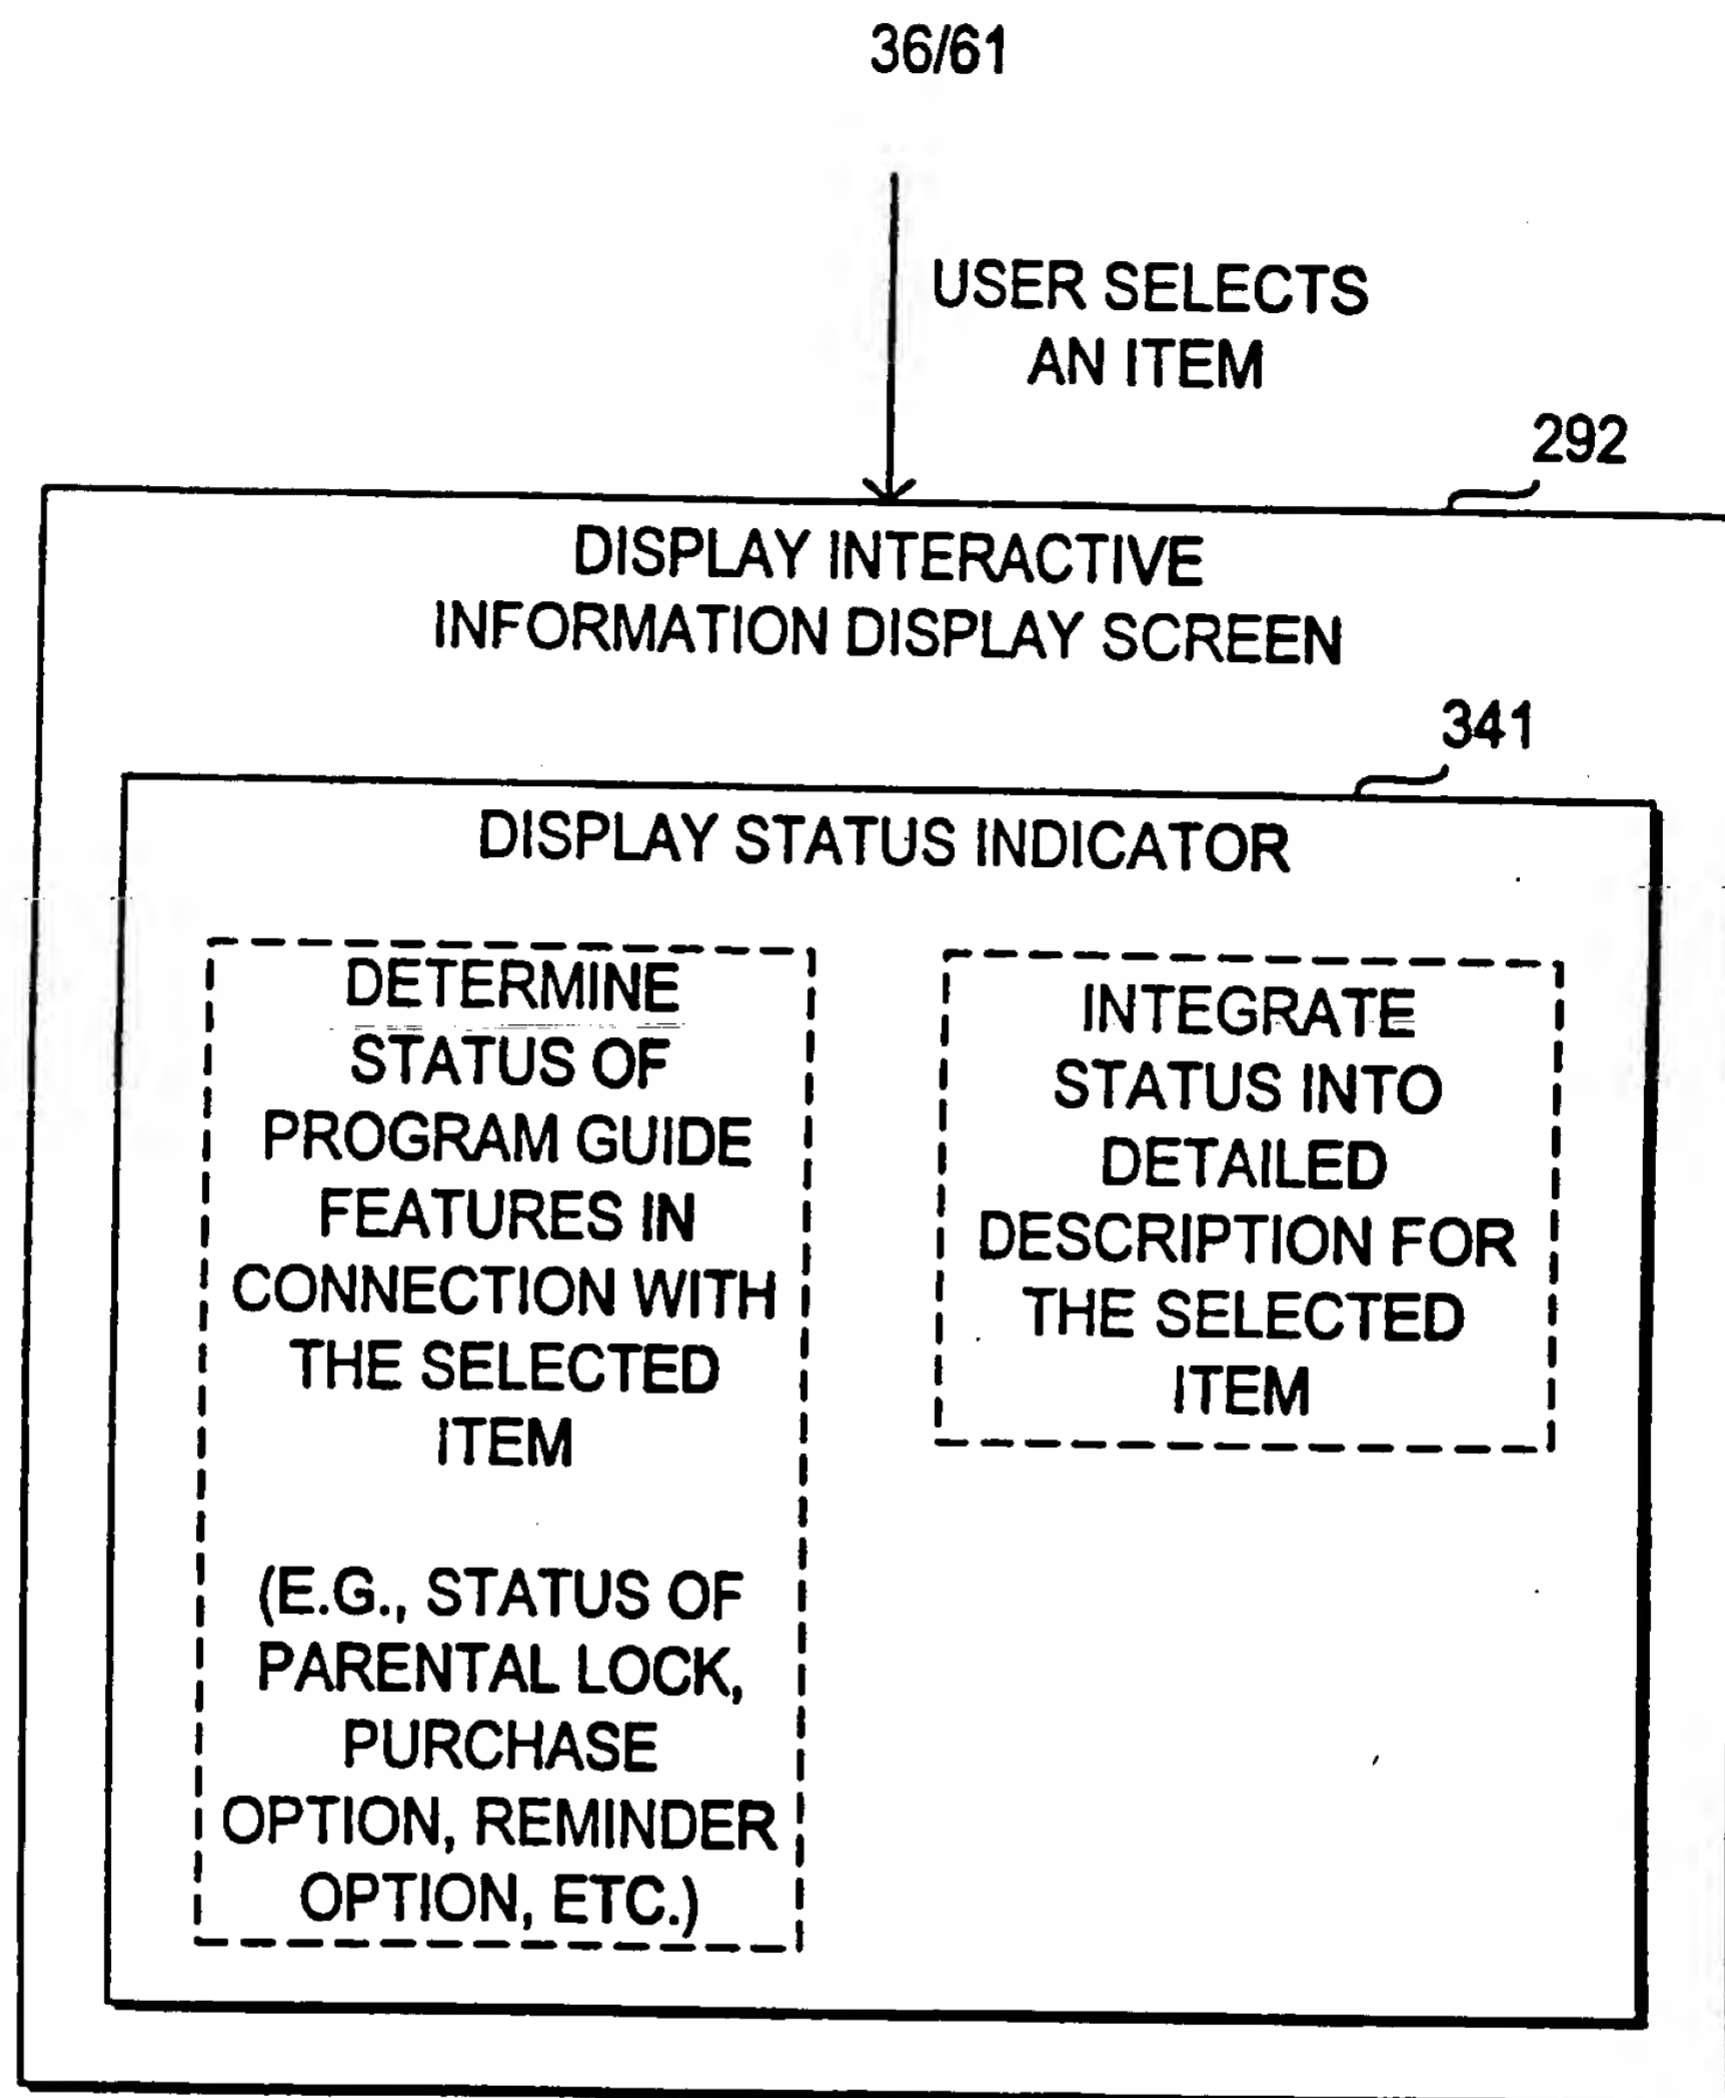 36/61
USER SELECTS
AN ITEM
292
DISPLAY INTERACTIVE
INFORMATION DISPLAY SCREEN
341
DISPLAY STATUS INDICATOR
DETERMINE
STATUS OF
PROGRAM GUIDE
FEATURES IN
CONNECTION WITH
THE SELECTED
ITEM
(E.G., STATUS OF
PARENTAL LOCK,
PURCHASE
OPTION, REMINDER
OPTION, ETC.)
INTEGRATE
STATUS INTO
DETAILED
DESCRIPTION FOR
THE SELECTED
ITEM